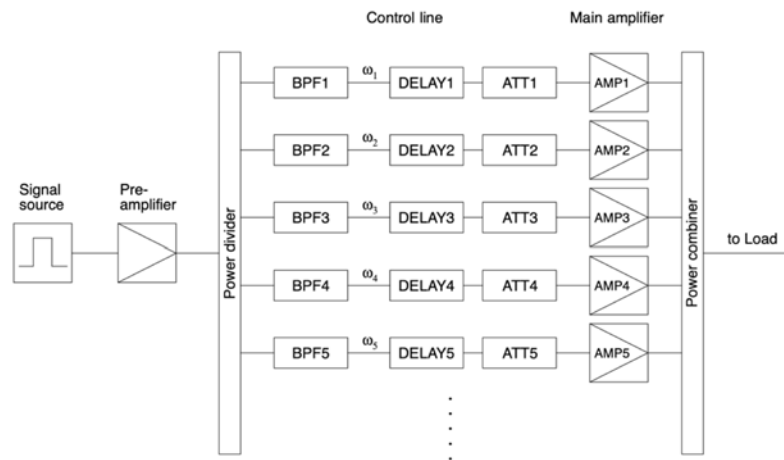 Control line
Main amplifier
BPF1
ω1
DELAY1
ATT1
AMP1
BPF2
ω2
DELAY2
ATT2
AMP2
Signal
source
Pre-
amplifier
BPF3
ω3
DELAY3
ATT3
AMP3
Power divider
Power combiner
to Load
BPF4
ω4
DELAY4
ATT4
AMP4
BPF5
ω5
DELAY5
ATT5
AMP5